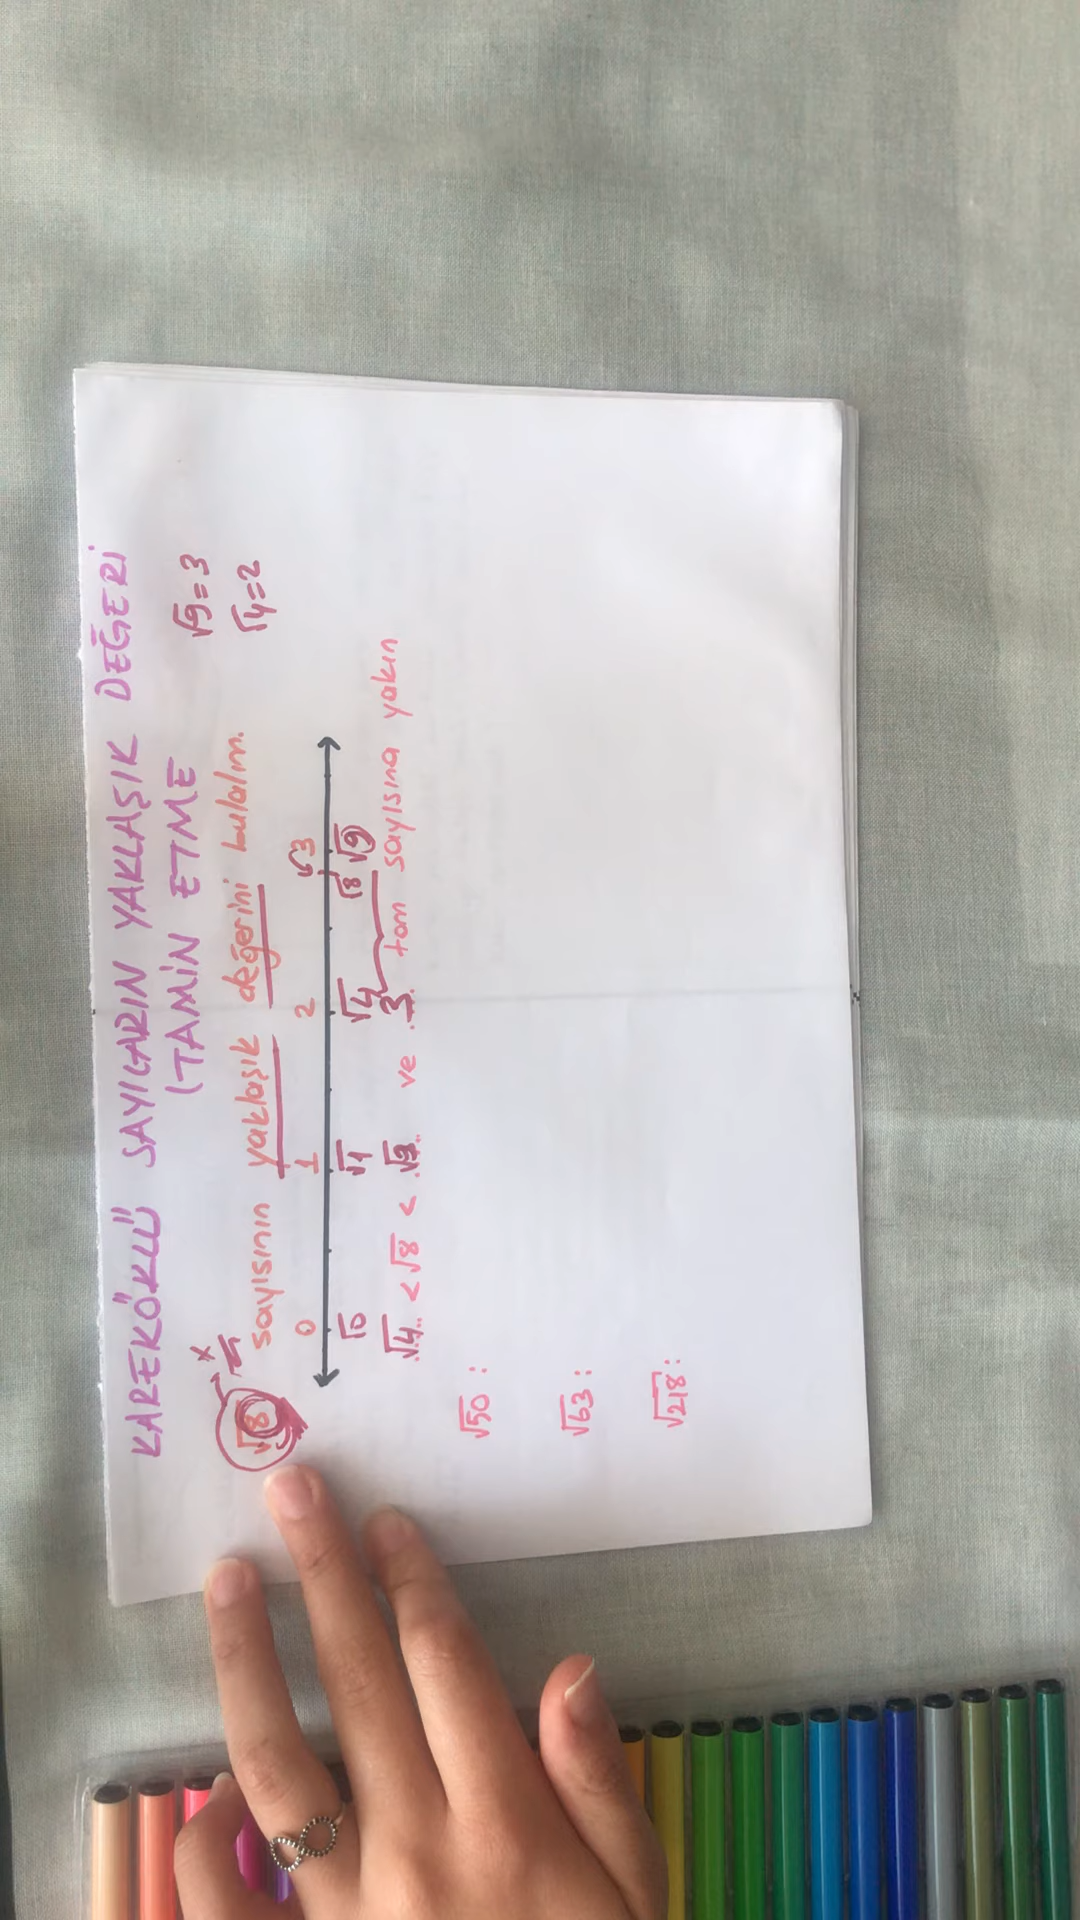 KAREKÖKLÜ SAYILARIN YAKLAŞIK DEĞERİ
(TAMİN ETME
√9=3
√4=2
x
√8 sayısının yaklaşık değerini bulalım.
0 1 2 3
√0 √1 √4 √8 √9
√4.. < √8 < .√9.. ve .3. tam sayısına yakın
√50 :
√63 :
√218 :